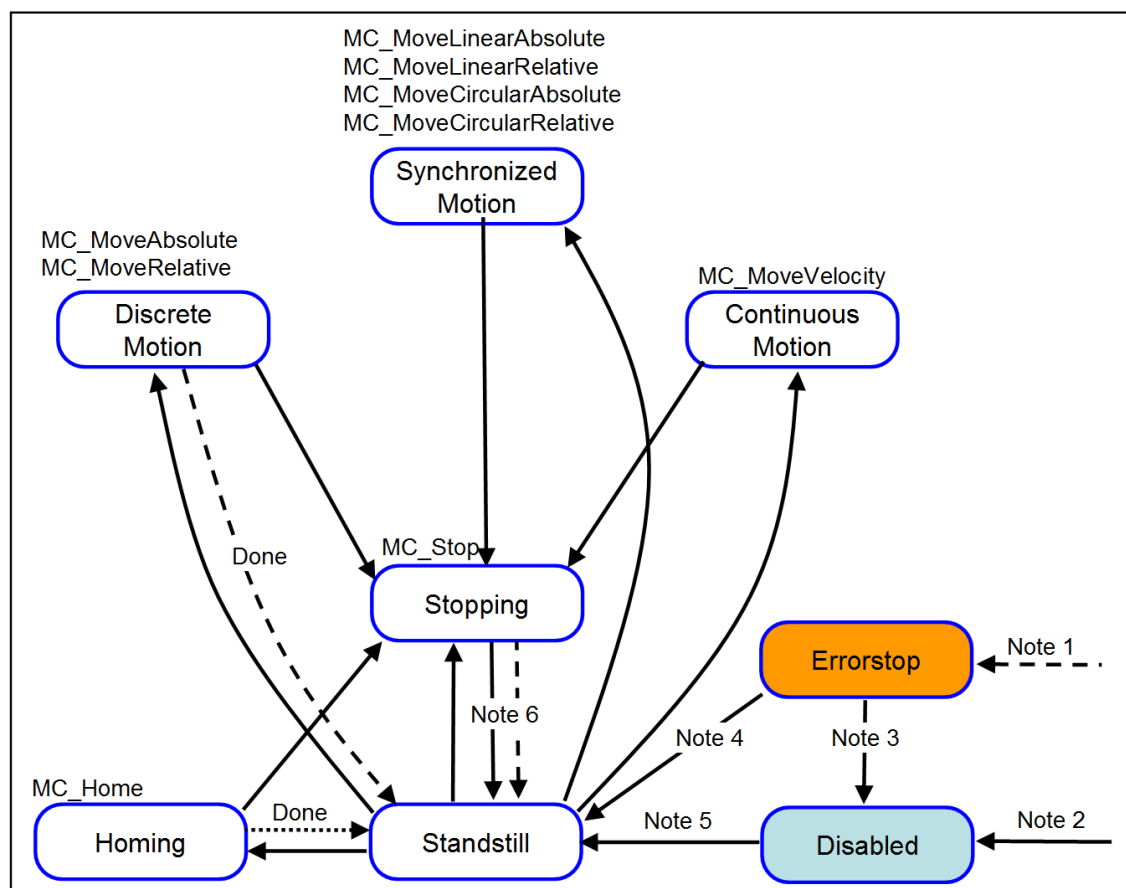 MC_MoveLinearAbsolute
MC_MoveLinearRelative
MC_MoveCircularAbsolute
MC_MoveCircularRelative
Synchronized
Motion
MC_MoveAbsolute
MC_MoveRelative
Discrete
Motion
MC_MoveVelocity
Continuous
Motion
Done
MC_Stop
Stopping
Errorstop
Note 1
Note 6
Note 4
Note 3
MC_Home
Homing
Done
Standstill
Note 5
Disabled
Note 2